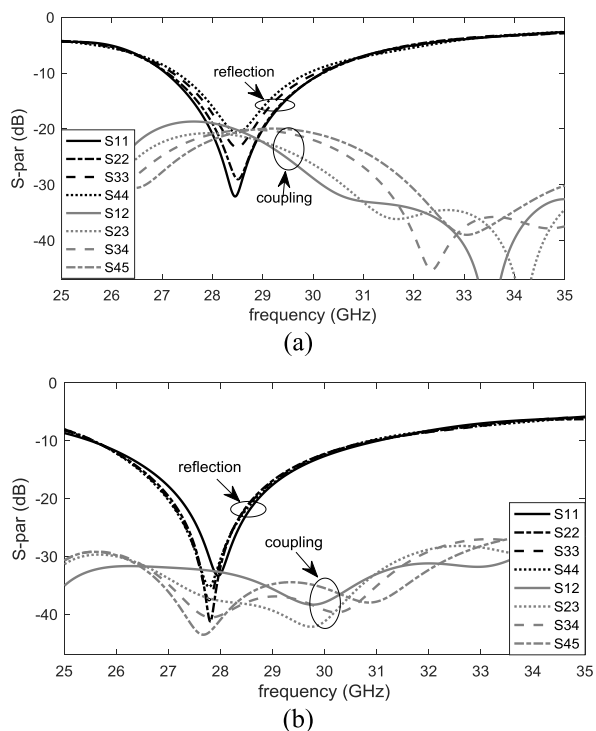 0
-10
-20
-30
-40
S-par (dB)
reflection
coupling
S11
S22
S33
S44
S12
S23
S34
S45
25 26 27 28 29 30 31 32 33 34 35
frequency (GHz)
(a)
0
-10
-20
-30
-40
S-par (dB)
reflection
coupling
S11
S22
S33
S44
S12
S23
S34
S45
25 26 27 28 29 30 31 32 33 34 35
frequency (GHz)
(b)